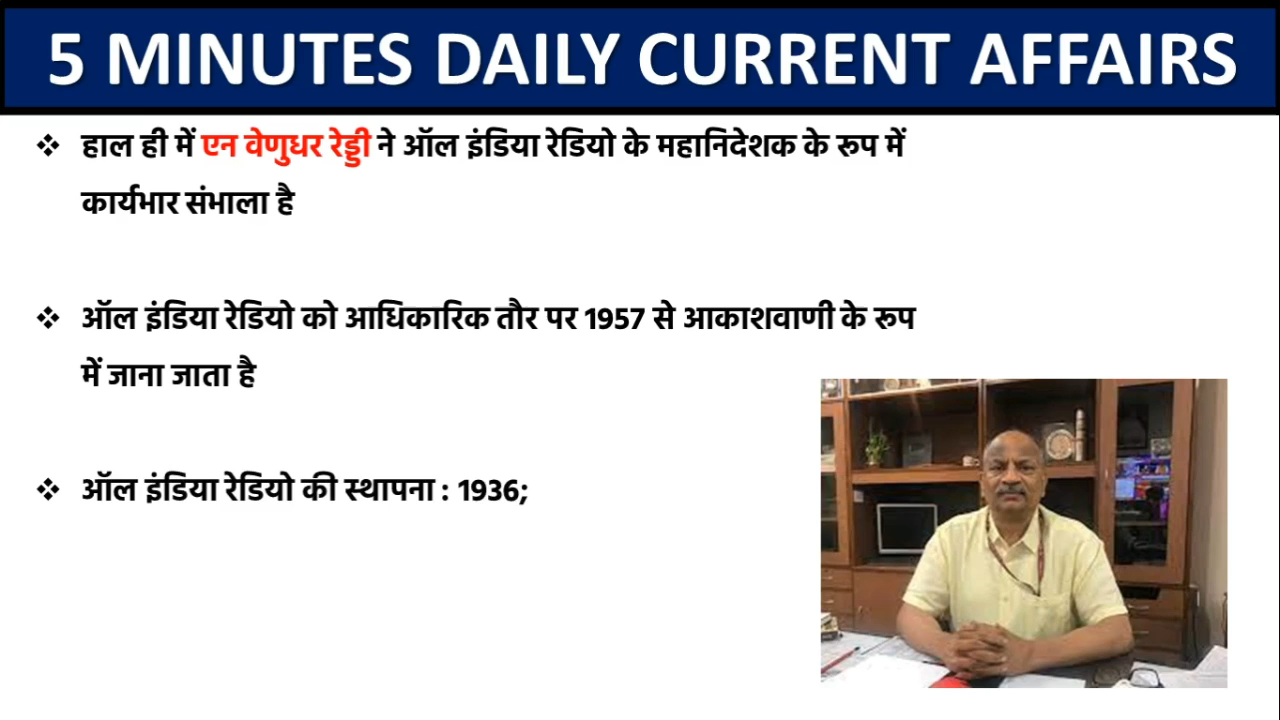 5 MINUTES DAILY CURRENT AFFAIRS
❖ हाल ही में एन वेणुधर रेड्डी ने ऑल इंडिया रेडियो के महानिदेशक के रूप में
कार्यभार संभाला है
❖ ऑल इंडिया रेडियो को आधिकारिक तौर पर 1957 से आकाशवाणी के रूप
में जाना जाता है
❖ ऑल इंडिया रेडियो की स्थापना : 1936;